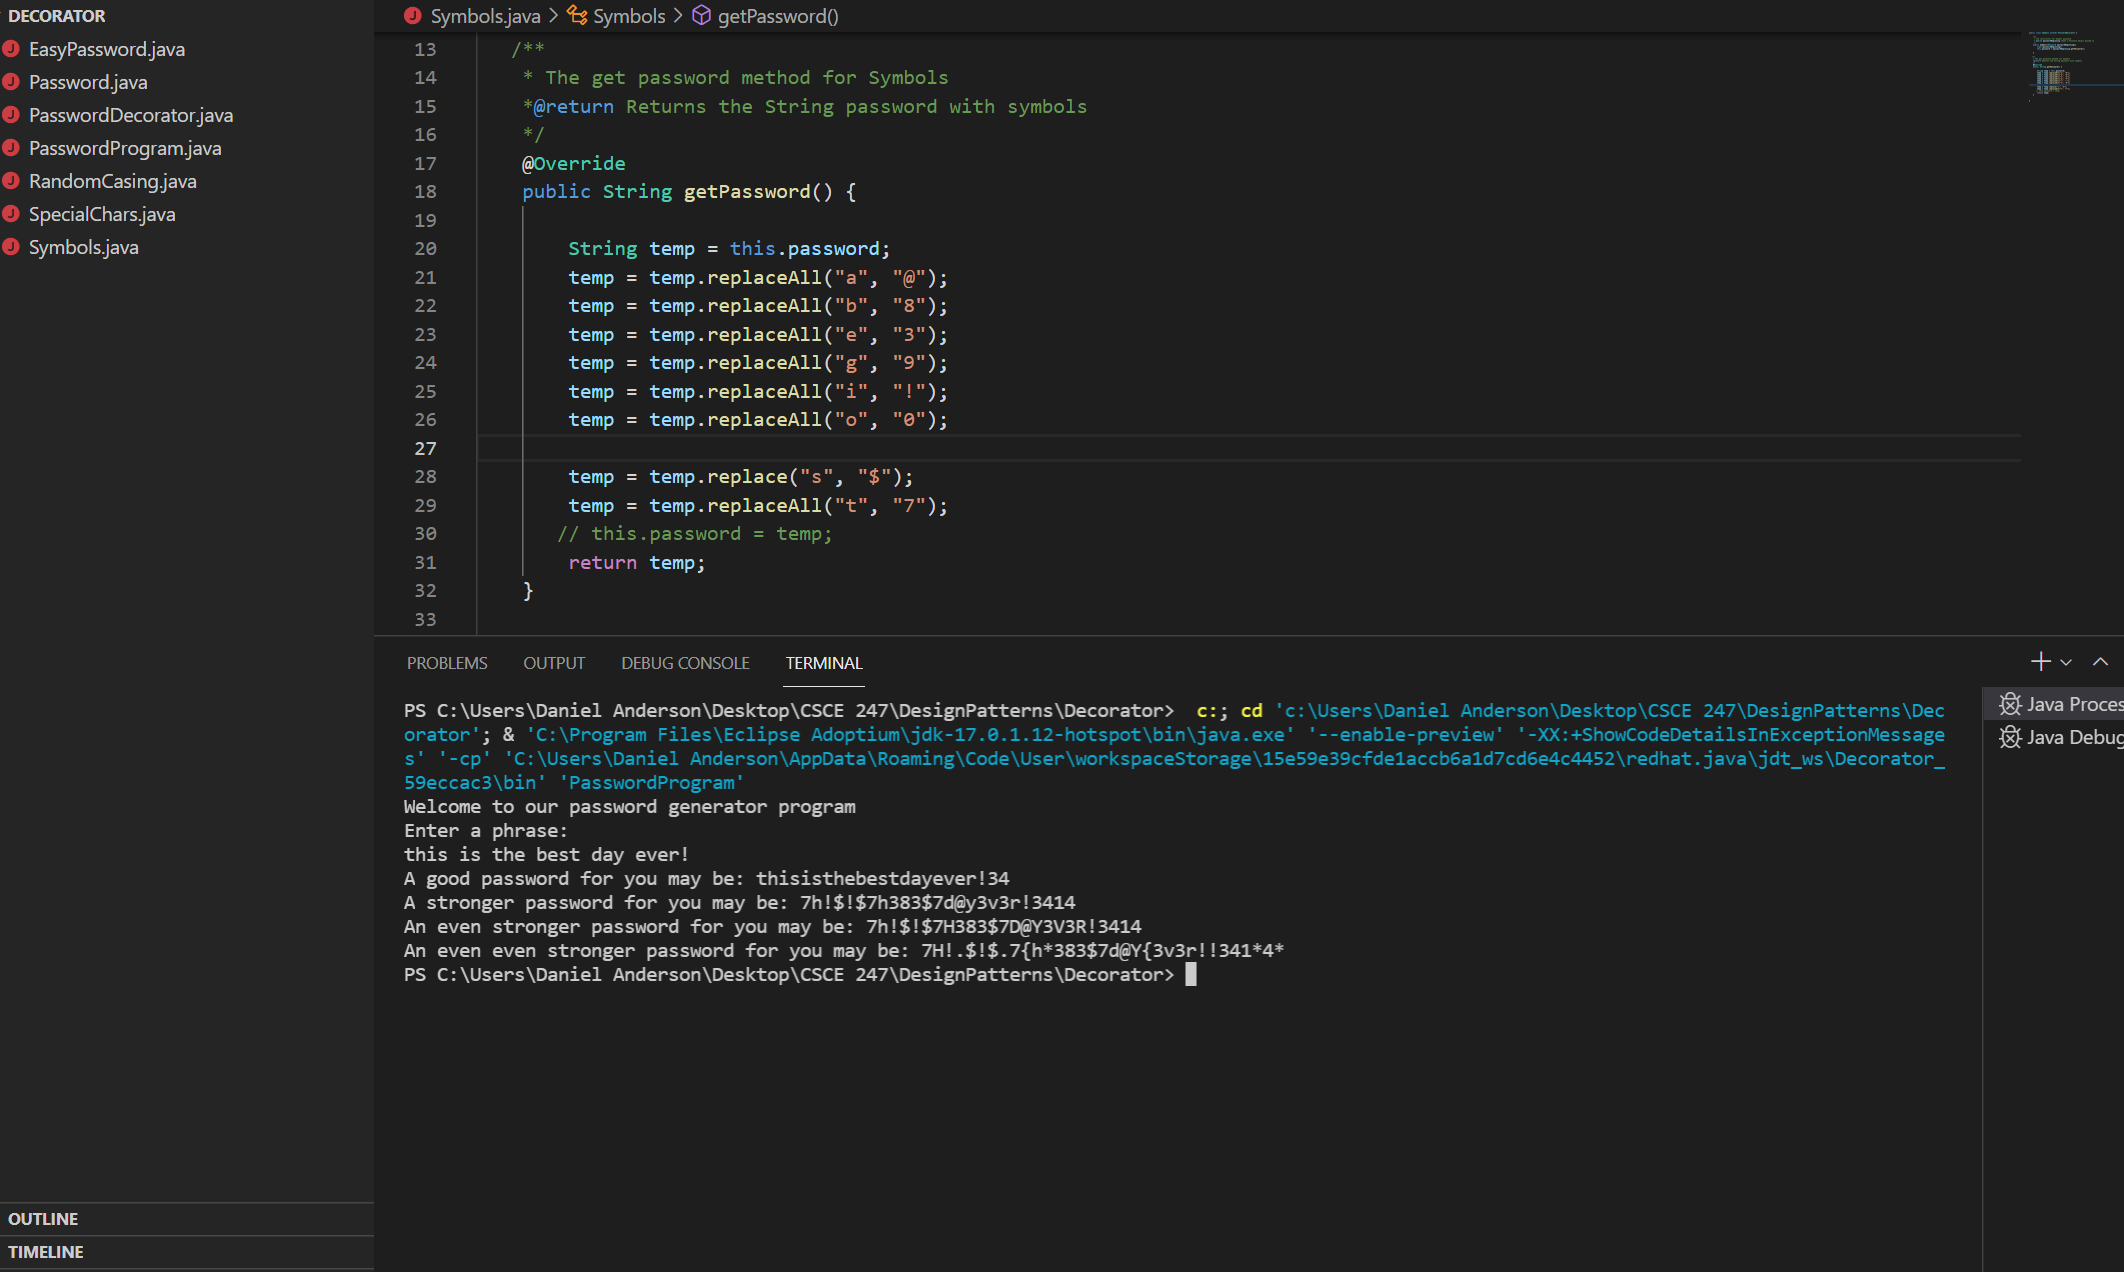 DECORATOR
EasyPassword.java
Password.java
PasswordDecorator.java
PasswordProgram.java
RandomCasing.java
SpecialChars.java
Symbols.java
OUTLINE
TIMELINE
Symbols.java > Symbols > getPassword()
13 /**
14 * The get password method for Symbols
15 *@return Returns the String password with symbols
16 */
17 @Override
18 public String getPassword() {
19
20 String temp = this.password;
21 temp = temp.replaceAll("a", "@");
22 temp = temp.replaceAll("b", "8");
23 temp = temp.replaceAll("e", "3");
24 temp = temp.replaceAll("g", "9");
25 temp = temp.replaceAll("i", "!");
26 temp = temp.replaceAll("o", "0");
27
28 temp = temp.replace("s", "$");
29 temp = temp.replaceAll("t", "7");
30 // this.password = temp;
31 return temp;
32 }
33
PROBLEMS OUTPUT DEBUG CONSOLE TERMINAL
PS C:\Users\Daniel Anderson\Desktop\CSCE 247\DesignPatterns\Decorator>  c:; cd 'c:\Users\Daniel Anderson\Desktop\CSCE 247\DesignPatterns\Dec
orator'; & 'C:\Program Files\Eclipse Adoptium\jdk-17.0.1.12-hotspot\bin\java.exe' '--enable-preview' '-XX:+ShowCodeDetailsInExceptionMessage
s' '-cp' 'C:\Users\Daniel Anderson\AppData\Roaming\Code\User\workspaceStorage\15e59e39cfde1accb6a1d7cd6e4c4452\redhat.java\jdt_ws\Decorator_
59eccac3\bin' 'PasswordProgram'
Welcome to our password generator program
Enter a phrase:
this is the best day ever!
A good password for you may be: thisisthebestdayever!34
A stronger password for you may be: 7h!$!$7h383$7d@y3v3r!3414
An even stronger password for you may be: 7h!$!$7H383$7D@Y3V3R!3414
An even even stronger password for you may be: 7H!.$!$.7{h*383$7d@Y{3v3r!!341*4*
PS C:\Users\Daniel Anderson\Desktop\CSCE 247\DesignPatterns\Decorator>
Java Proces
Java Debug